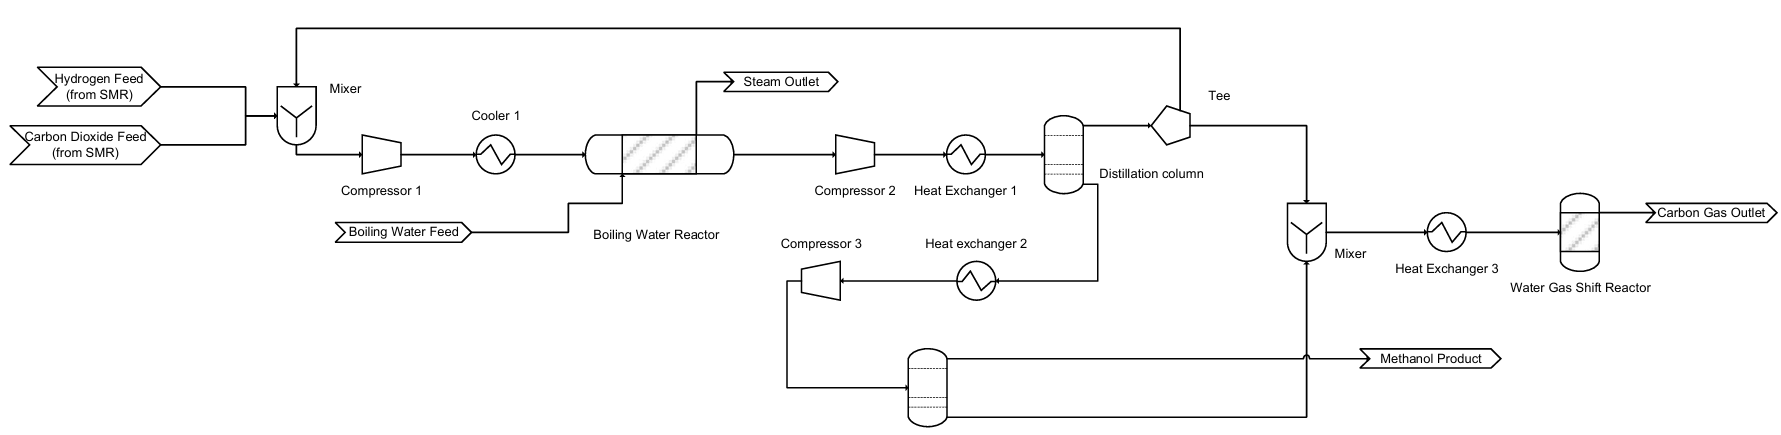 Hydrogen Feed
(from SMR)
Carbon Dioxide Feed
(from SMR)
Mixer
Compressor 1
Cooler 1
Steam Outlet
Boiling Water Feed
Boiling Water Reactor
Compressor 2
Heat Exchanger 1
Distillation column
Tee
Compressor 3
Heat exchanger 2
Mixer
Heat Exchanger 3
Water Gas Shift Reactor
Carbon Gas Outlet
Methanol Product